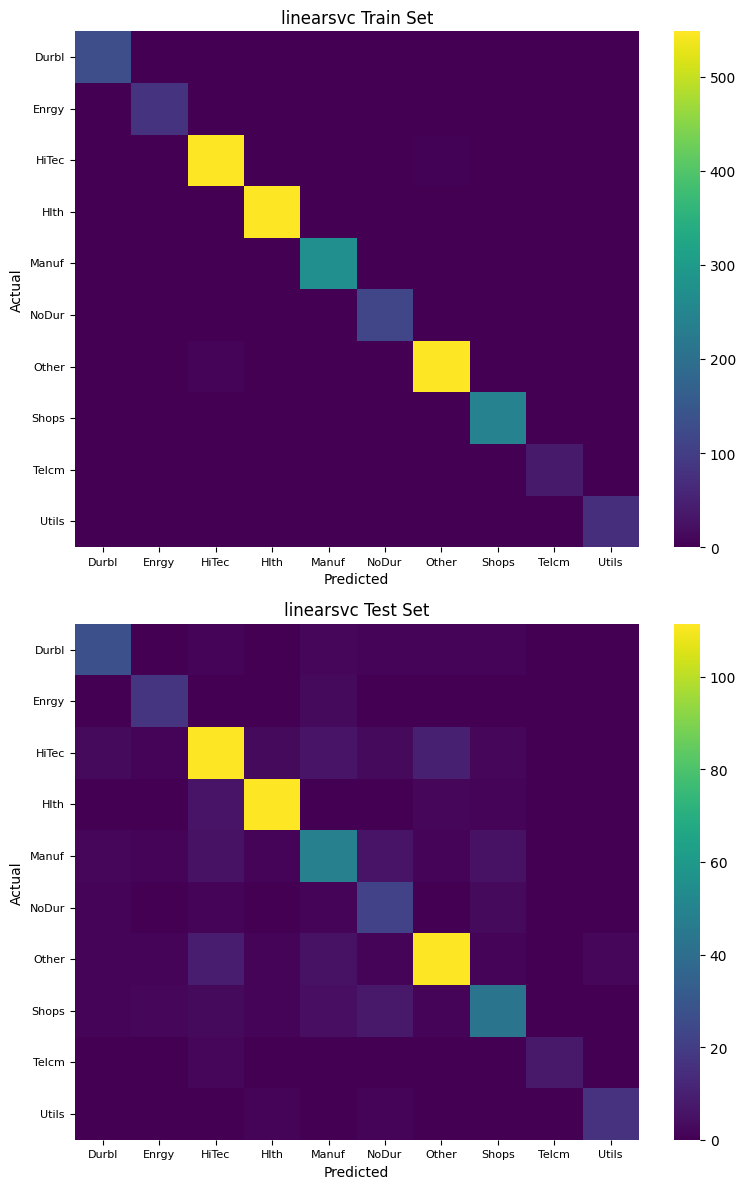 linearsvc Train Set
Durbl
Enrgy
HiTec
Hlth
Manuf
NoDur
Other
Shops
Telcm
Utils
Actual
Durbl Enrgy HiTec Hlth Manuf NoDur Other Shops Telcm Utils
Predicted
500
400
300
200
100
0
linearsvc Test Set
Durbl
Enrgy
HiTec
Hlth
Manuf
NoDur
Other
Shops
Telcm
Utils
Actual
Durbl Enrgy HiTec Hlth Manuf NoDur Other Shops Telcm Utils
Predicted
100
80
60
40
20
0